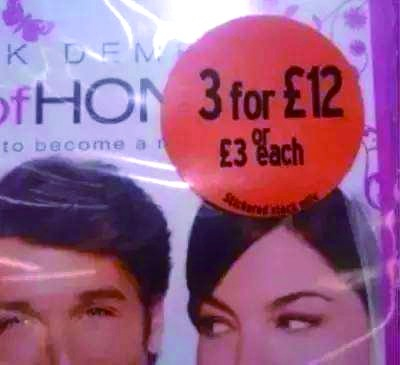 K DEM
of HON
to become a
3 for £12
or
£3 each
Stickered stock only